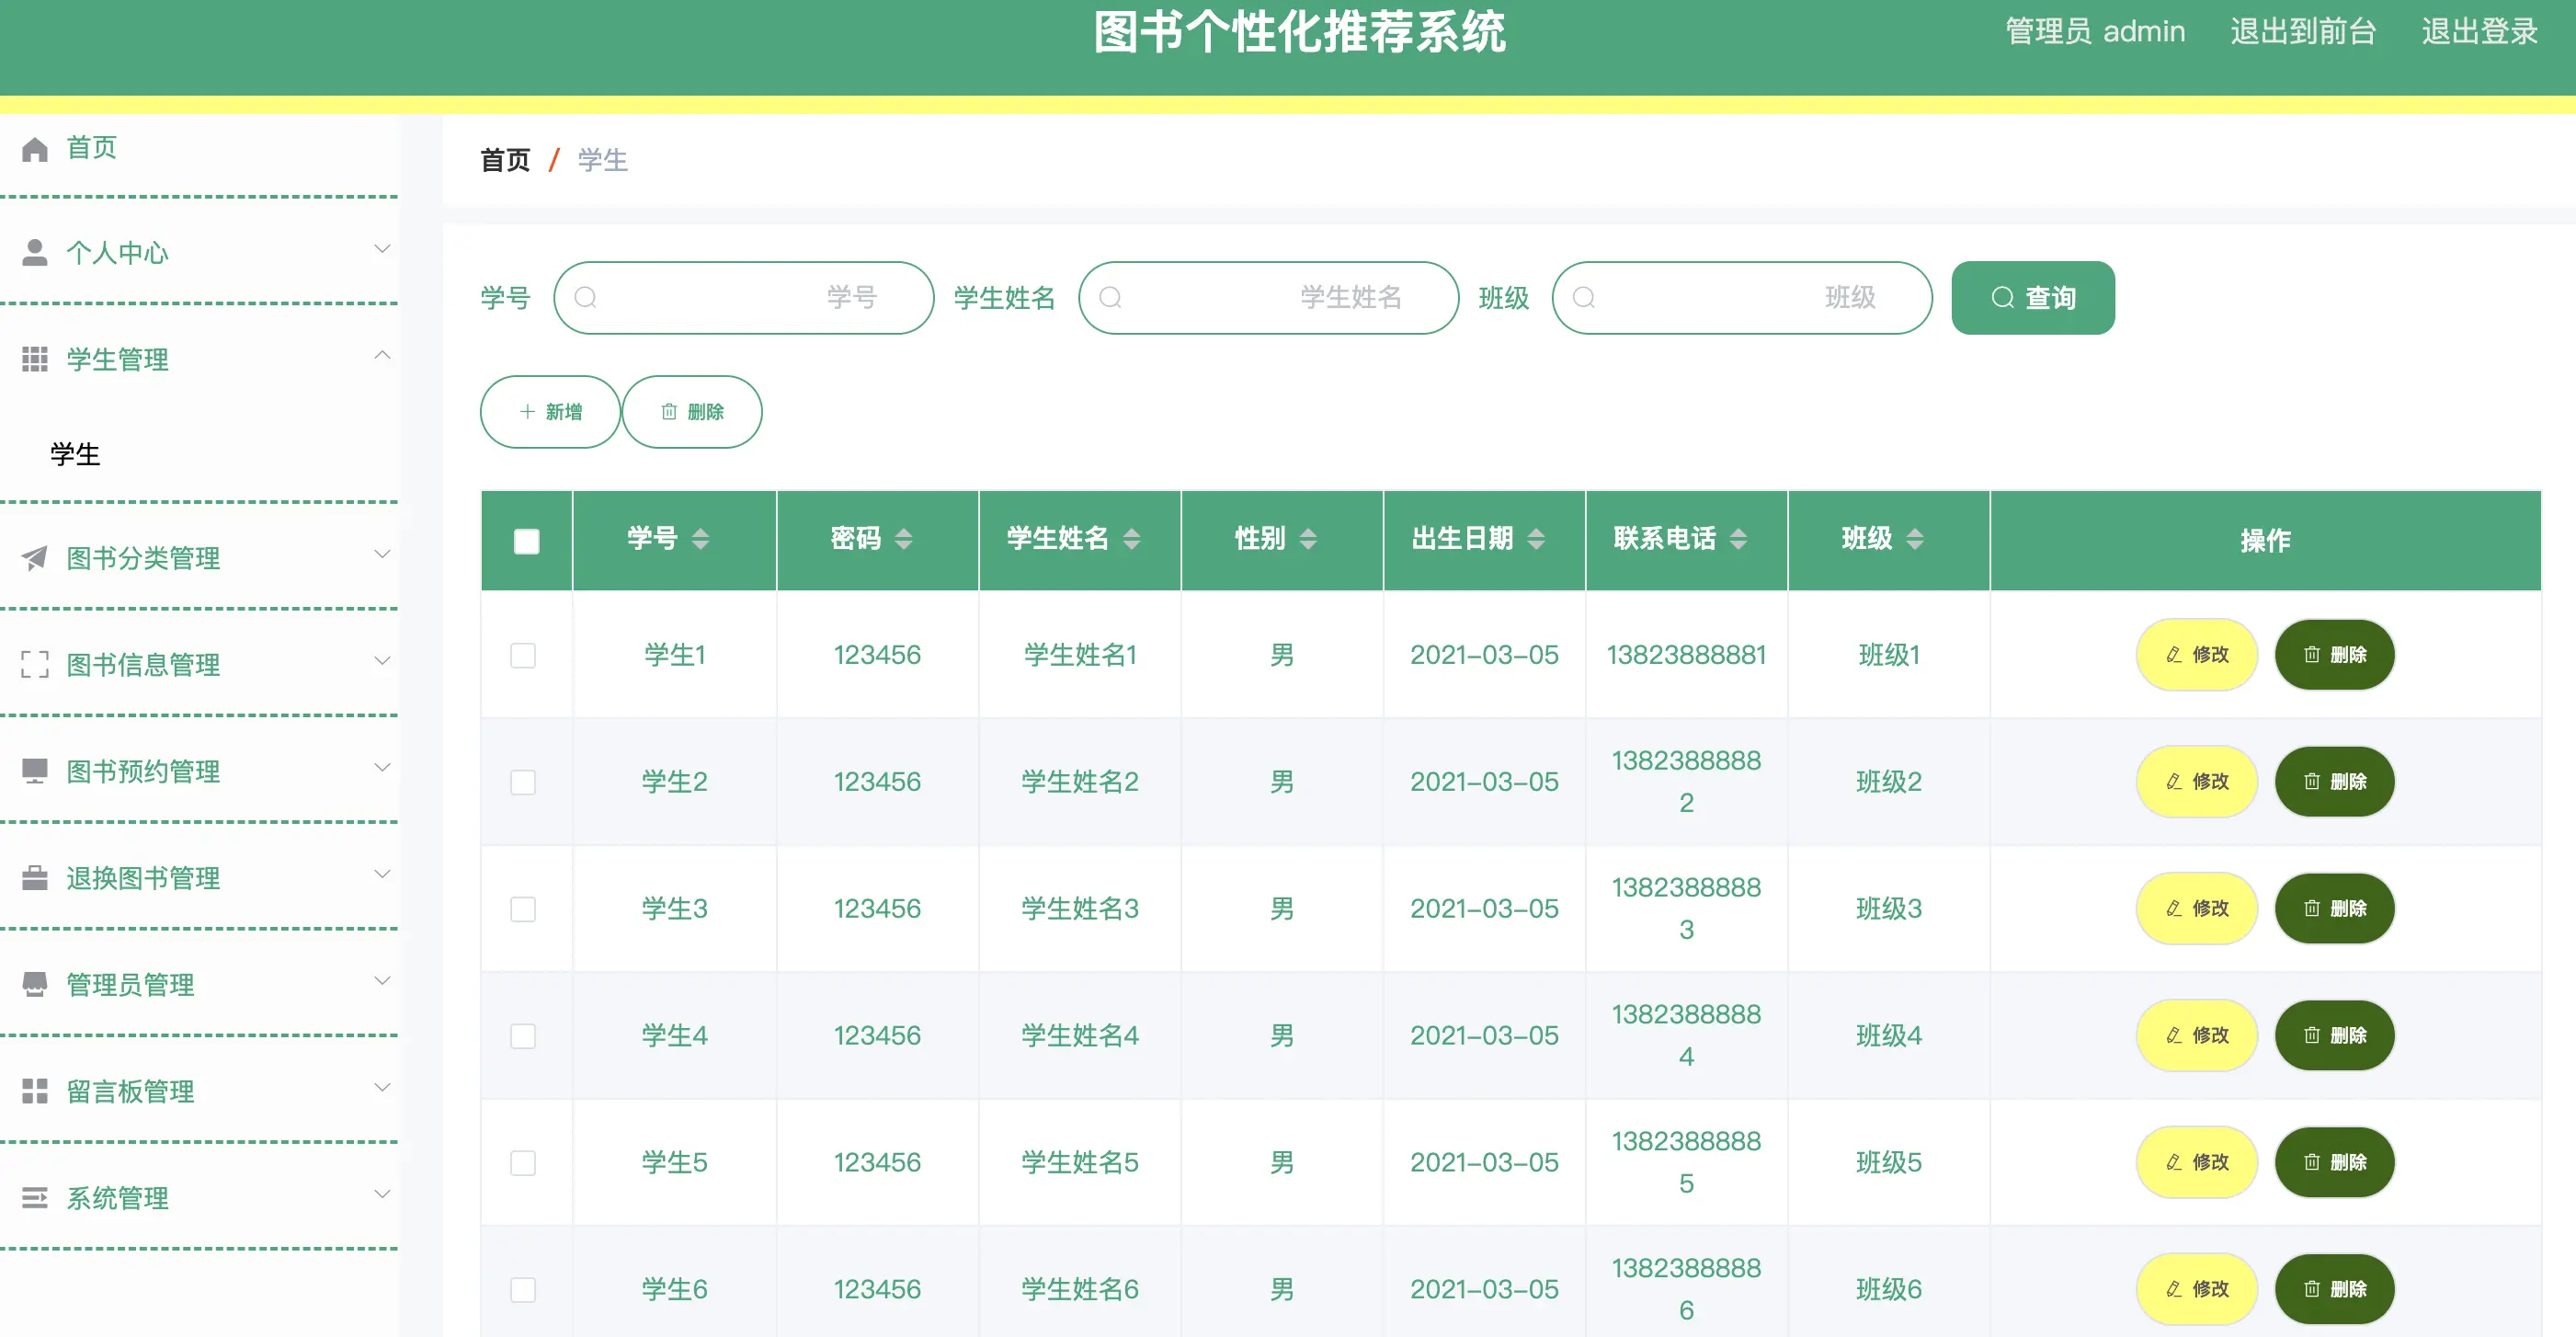 图书个性化推荐系统
管理员 admin 退出到前台 退出登录
首页
个人中心
学生管理
学生
图书分类管理
图书信息管理
图书预约管理
退换图书管理
管理员管理
留言板管理
系统管理
首页 / 学生
学号 学号 学生姓名 学生姓名 班级 班级 查询
新增 删除
学号 密码 学生姓名 性别 出生日期 联系电话 班级 操作
学生1 123456 学生姓名1 男 2021-03-05 13823888881 班级1 修改 删除
学生2 123456 学生姓名2 男 2021-03-05 1382388888
2 班级2 修改 删除
学生3 123456 学生姓名3 男 2021-03-05 1382388888
3 班级3 修改 删除
学生4 123456 学生姓名4 男 2021-03-05 1382388888
4 班级4 修改 删除
学生5 123456 学生姓名5 男 2021-03-05 1382388888
5 班级5 修改 删除
学生6 123456 学生姓名6 男 2021-03-05 1382388888
6 班级6 修改 删除